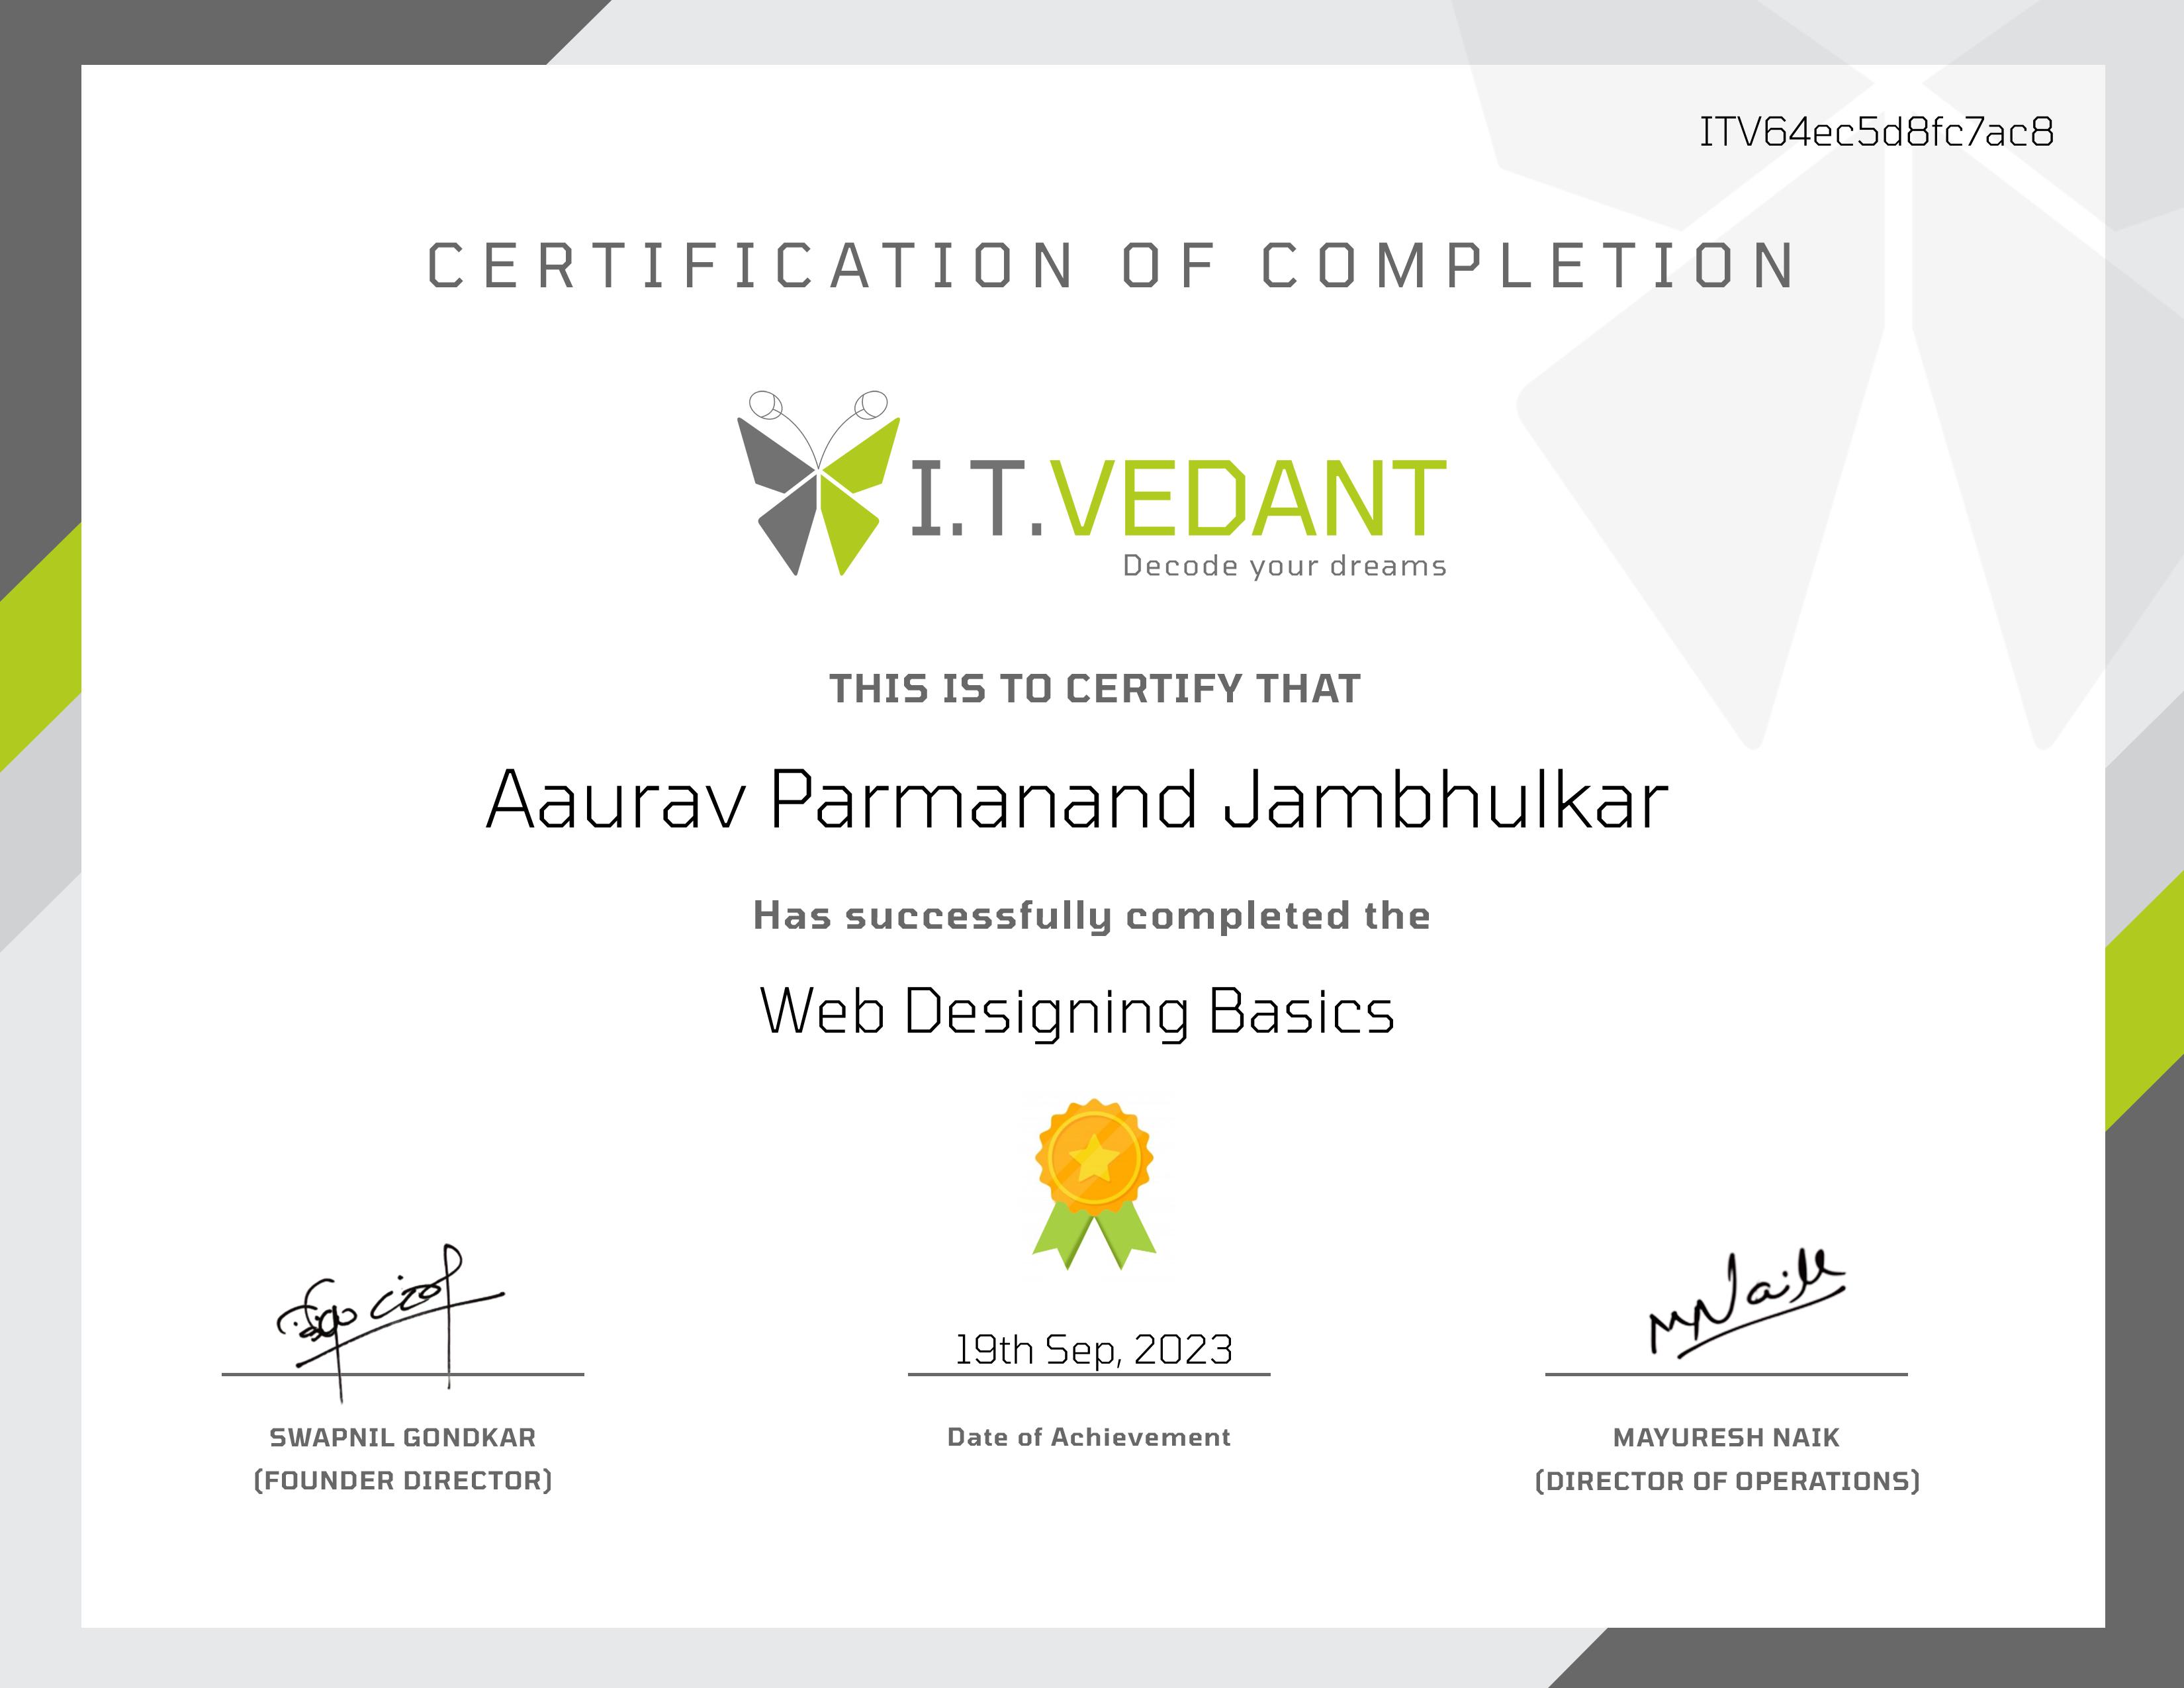 ITV64ec5d8fc7ac8
CERTIFICATION OF COMPLETION
I.T.VEDANT
Decode your dreams
THIS IS TO CERTIFY THAT
Aaurav Parmanand Jambhulkar
Has successfully completed the
Web Designing Basics
19th Sep, 2023
SWAPNIL GONDKAR
(FOUNDER DIRECTOR)
Date of Achievement
MAYURESH NAIK
(DIRECTOR OF OPERATIONS)